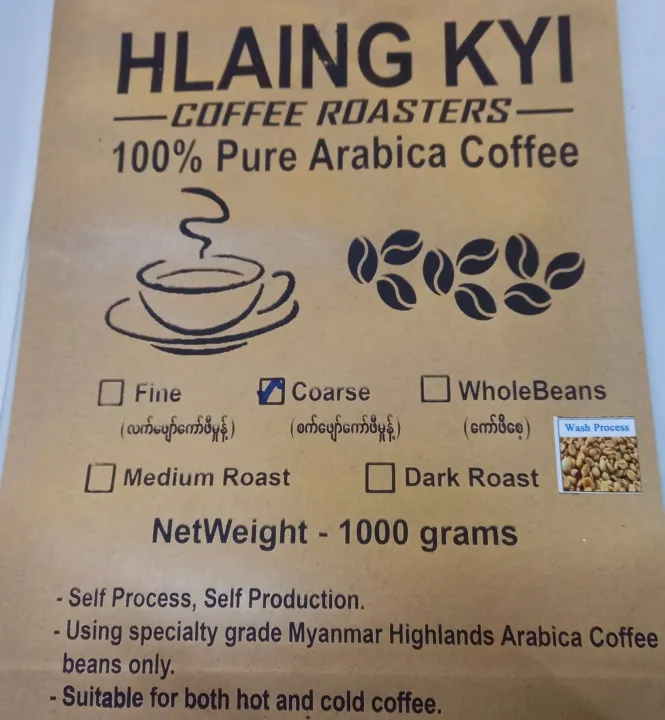 HLAING KYI
COFFEE ROASTERS
100% Pure Arabica Coffee
Fine Coarse WholeBeans
(လက်ဖျော်ကော်ဖီမှုန့်) (စက်ဖျော်ကော်ဖီမှုန့်) (ကော်ဖီစေ့)
Wash Process
Medium Roast Dark Roast
NetWeight - 1000 grams
- Self Process, Self Production.
- Using specialty grade Myanmar Highlands Arabica Coffee
beans only.
- Suitable for both hot and cold coffee.